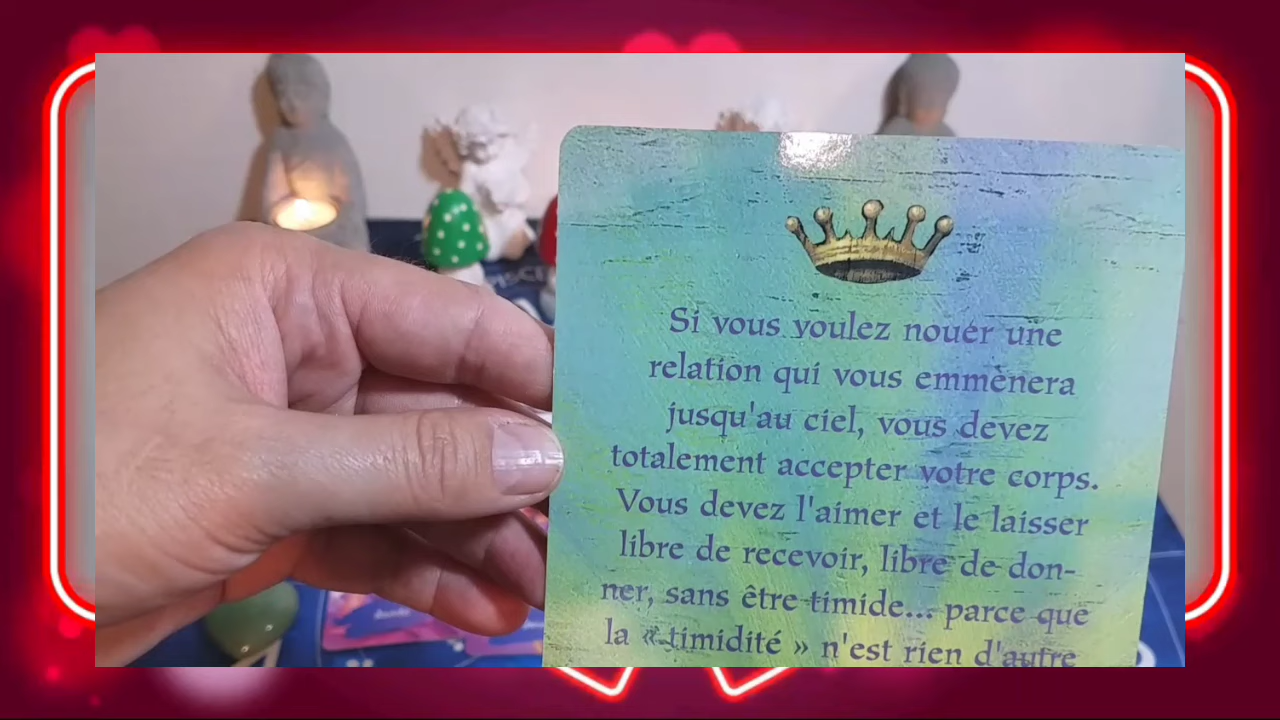 Si vous voulez nouer une
relation qui vous emmènera
jusqu'au ciel, vous devez
totalement accepter votre corps.
Vous devez l'aimer et le laisser
libre de recevoir, libre de don-
ner, sans être timide... parce que
la « timidité » n'est rien d'autre